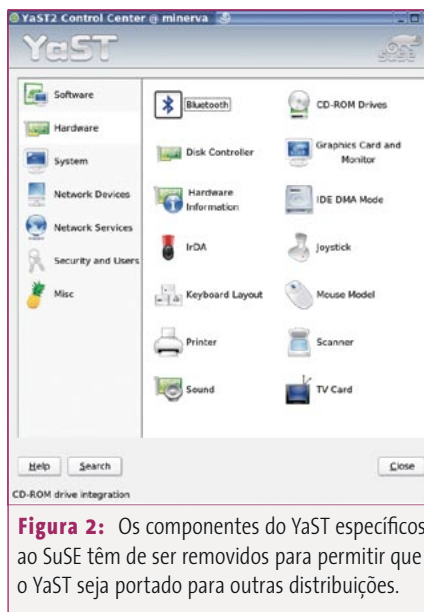 YaST2 Control Center @ minerva
YaST
SuSE
Software
Hardware
System
Network Devices
Network Services
Security and Users
Misc
Bluetooth
CD-ROM Drives
Disk Controller
Graphics Card and
Monitor
Hardware
Information
IDE DMA Mode
IrDA
Joystick
Keyboard Layout
Mouse Model
Printer
Scanner
Sound
TV Card
Help
Search
Close
CD-ROM drive integration
Figura 2: Os componentes do YaST específicos
ao SuSE têm de ser removidos para permitir que
o YaST seja portado para outras distribuições.